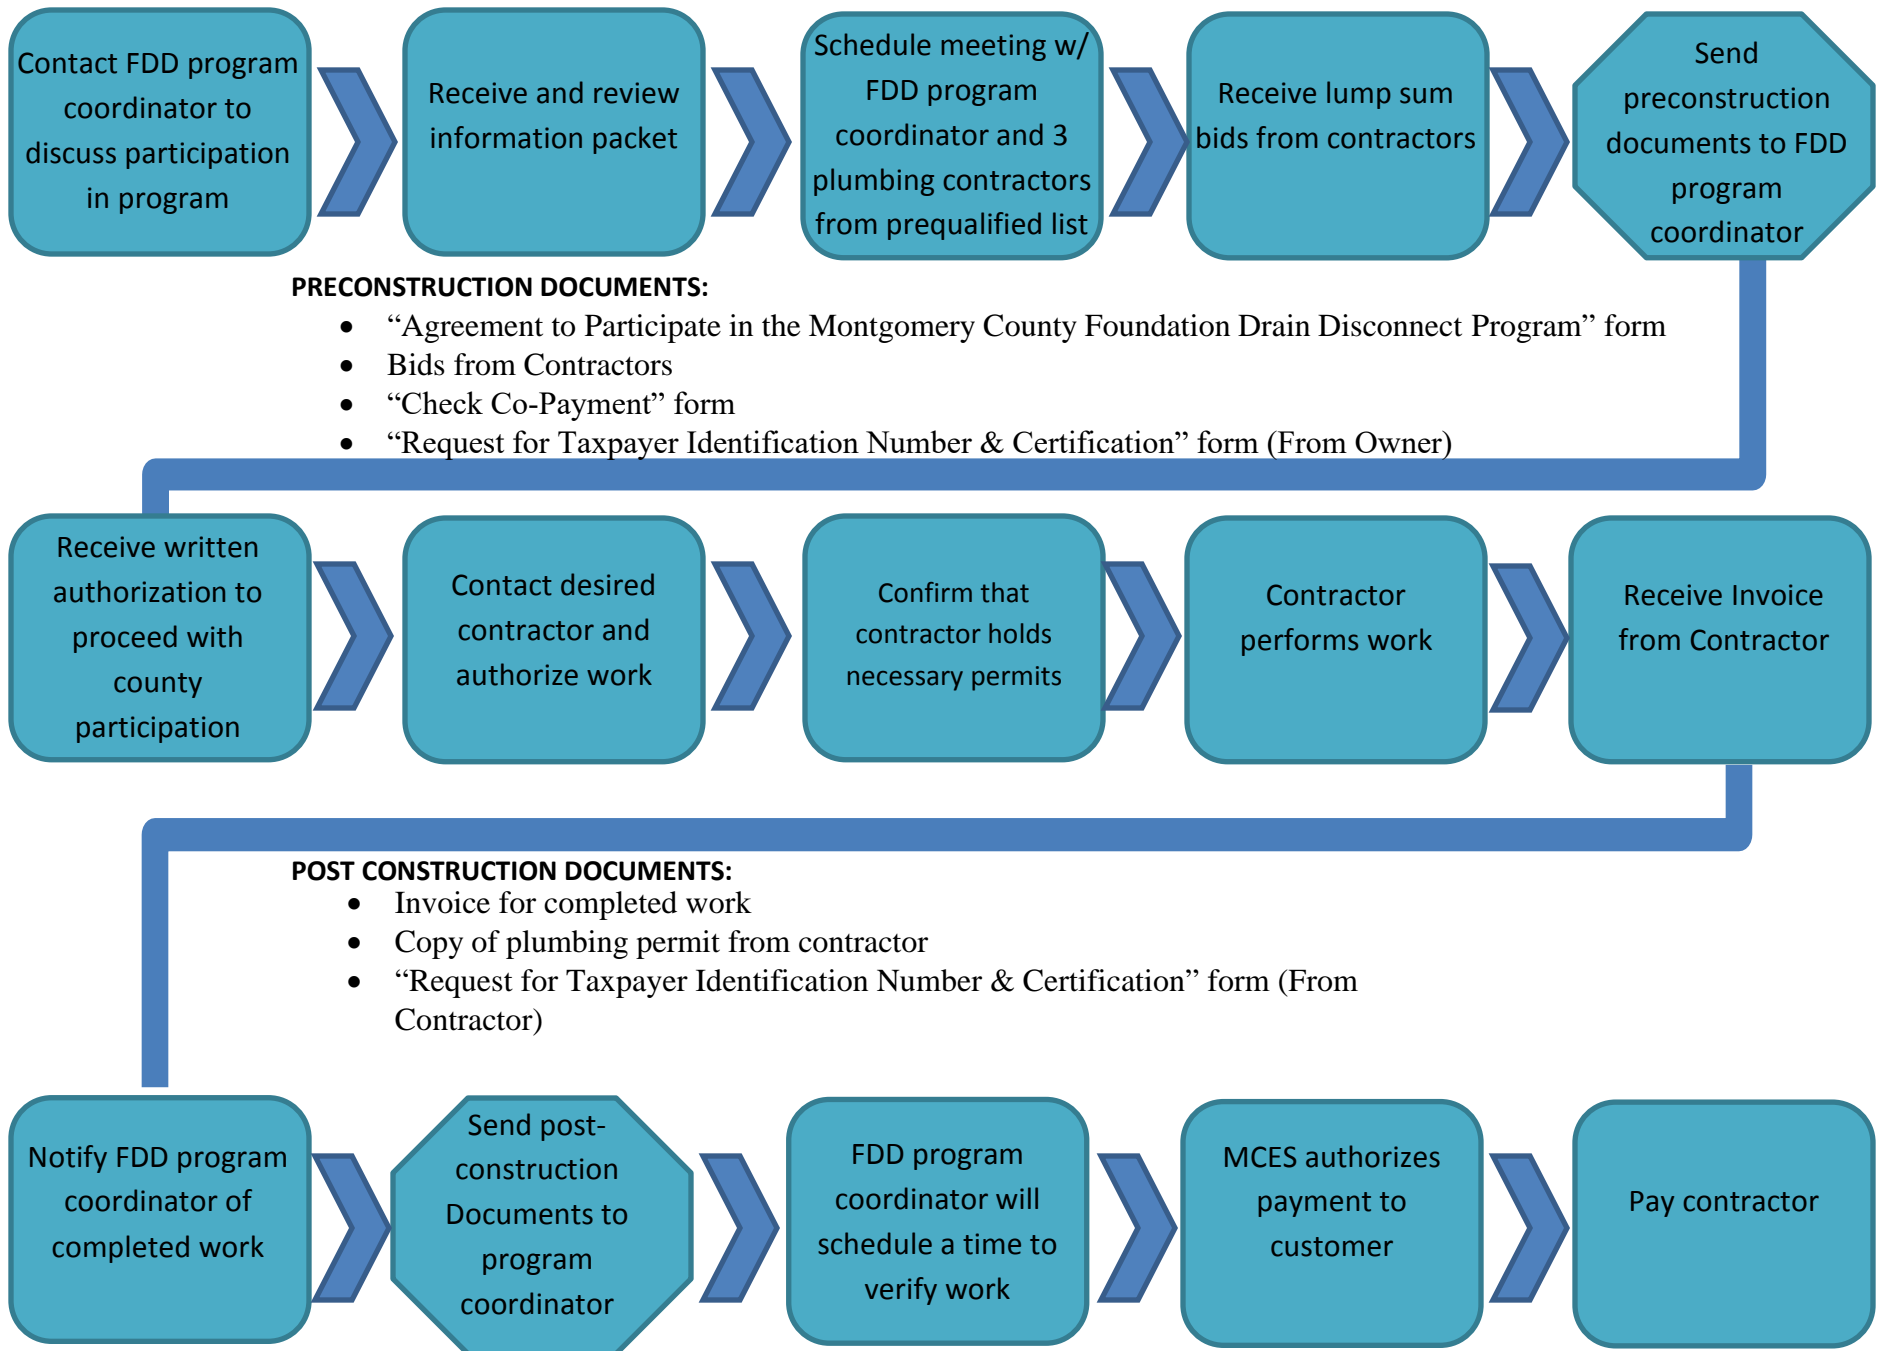 Contact FDD program
coordinator to
discuss participation
in program
Receive and review
information packet
Schedule meeting w/
FDD program
coordinator and 3
plumbing contractors
from prequalified list
Receive lump sum
bids from contractors
Send
preconstruction
documents to FDD
program
coordinator
PRECONSTRUCTION DOCUMENTS:
• “Agreement to Participate in the Montgomery County Foundation Drain Disconnect Program” form
• Bids from Contractors
• “Check Co-Payment” form
• “Request for Taxpayer Identification Number & Certification” form (From Owner)
Receive written
authorization to
proceed with
county
participation
Contact desired
contractor and
authorize work
Confirm that
contractor holds
necessary permits
Contractor
performs work
Receive Invoice
from Contractor
POST CONSTRUCTION DOCUMENTS:
• Invoice for completed work
• Copy of plumbing permit from contractor
• “Request for Taxpayer Identification Number & Certification” form (From
Contractor)
Notify FDD program
coordinator of
completed work
Send post-
construction
Documents to
program
coordinator
FDD program
coordinator will
schedule a time to
verify work
MCES authorizes
payment to
customer
Pay contractor